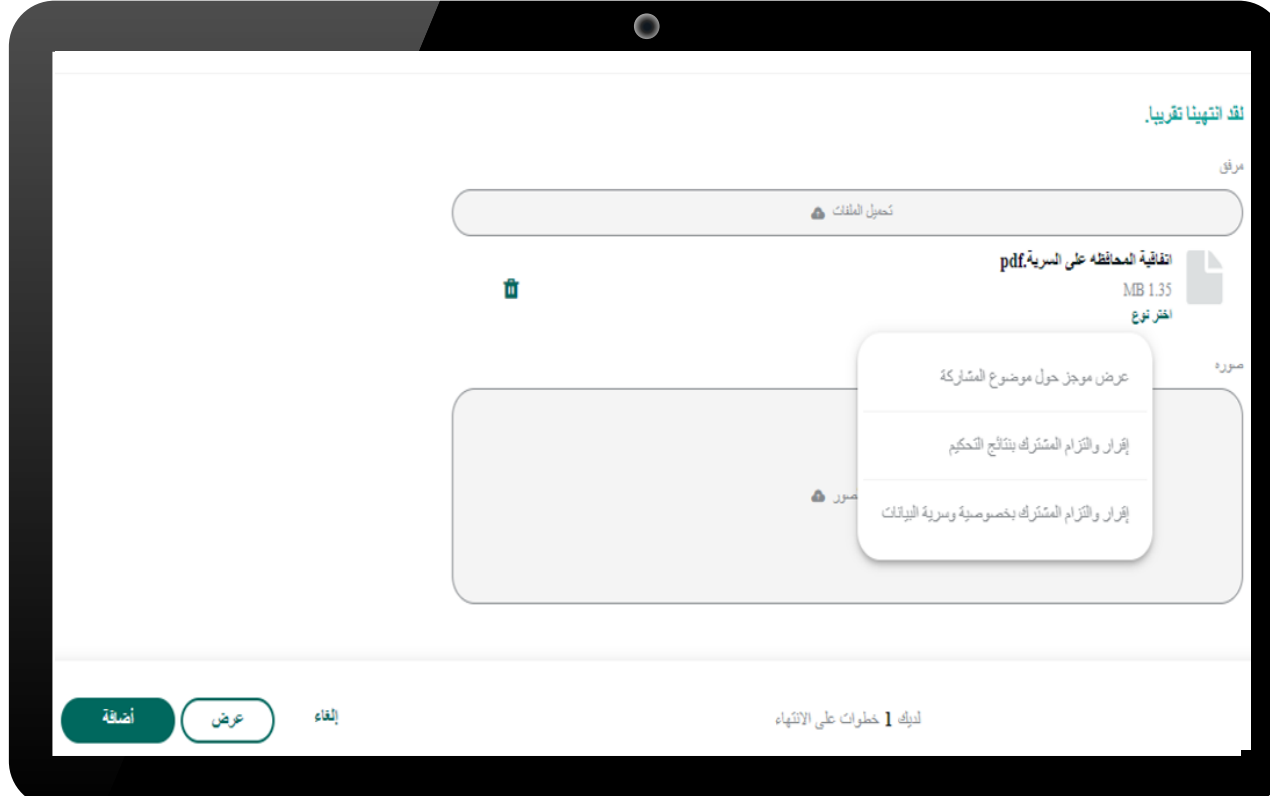 لقد انتهينا تقريبا.
مرفق
تحميل الملفات
اتفاقية المحافظه على السرية.pdf
MB 1.35
اختر نوع
عرض موجز حول موضوع المشاركة
صوره
إقرار والتزام المشترك بنتائج التحكيم
إقرار والتزام المشترك بخصوصية وسرية البيانات
لديك 1 خطوات على الانتهاء
إلغاء
عرض
أضافة